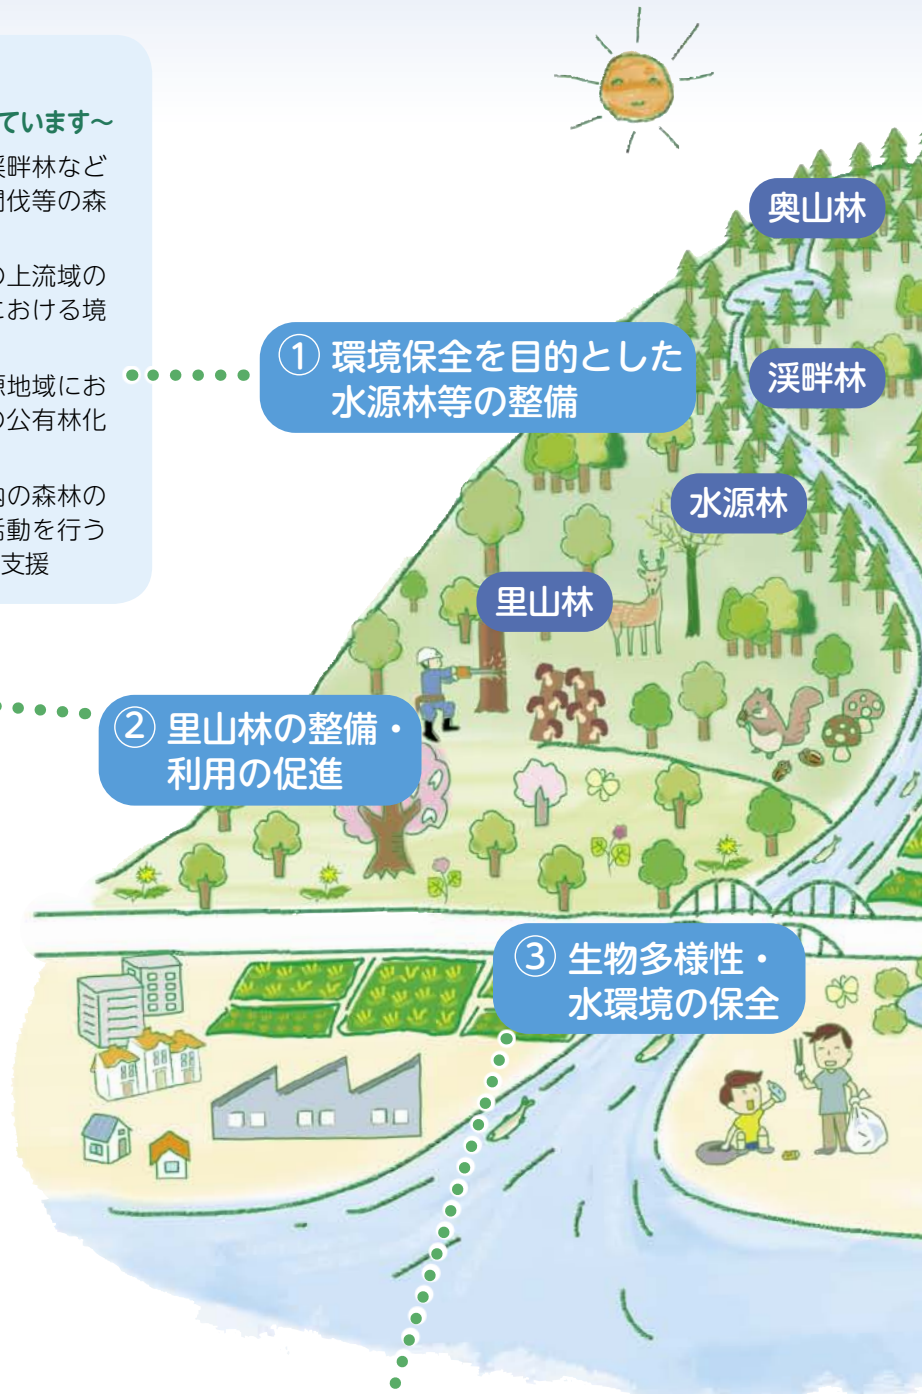 ています～
渓畔林など
間伐等の森
の上流域の
における境
源地域にお
の公有林化
内の森林の
活動を行う
支援
① 環境保全を目的とした
水源林等の整備
② 里山林の整備・
利用の促進
③ 生物多様性・
水環境の保全
奥山林
渓畔林
水源林
里山林